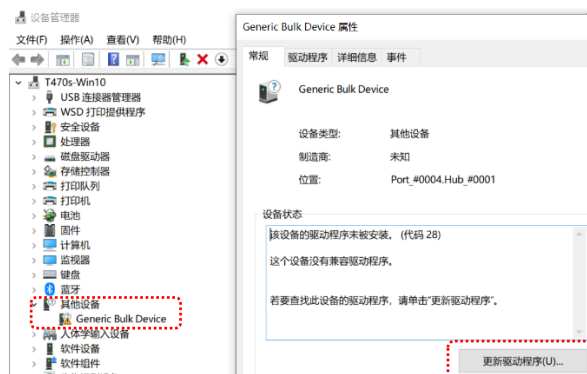 设备管理器
文件(F) 操作(A) 查看(V) 帮助(H)
T470s-Win10
USB 连接器管理器
WSD 打印提供程序
安全设备
处理器
磁盘驱动器
存储控制器
打印队列
打印机
电池
固件
计算机
监视器
键盘
蓝牙
其他设备
Generic Bulk Device
人体学输入设备
软件设备
软件组件
Generic Bulk Device 属性
常规 驱动程序 详细信息 事件
Generic Bulk Device
设备类型: 其他设备
制造商: 未知
位置: Port_#0004.Hub_#0001
设备状态
该设备的驱动程序未被安装。 (代码 28)
这个设备没有兼容驱动程序。
若要查找此设备的驱动程序，请单击“更新驱动程序”。
更新驱动程序(U)...